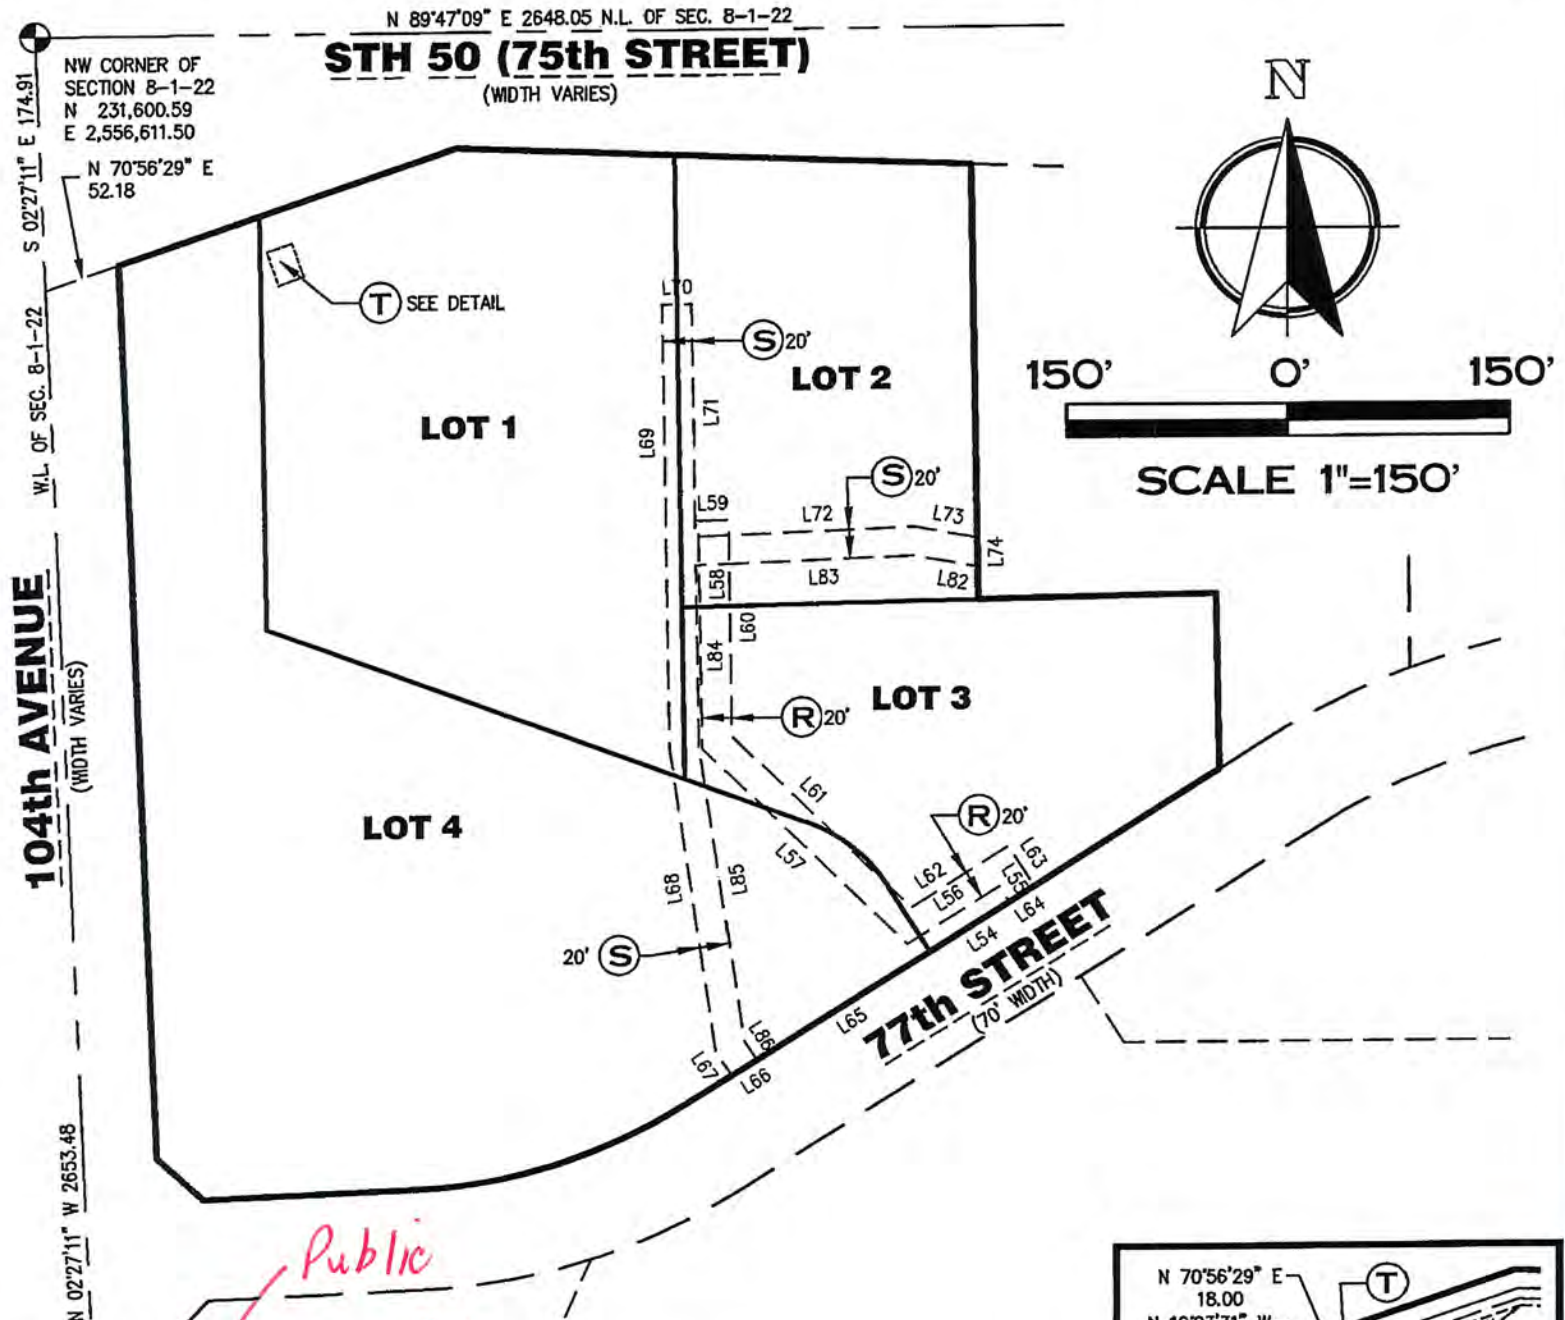 N 89°47'09" E 2648.05 N.L. OF SEC. 8-1-22
STH 50 (75th STREET)
(WIDTH VARIES)
NW CORNER OF
SECTION 8-1-22
N 231,600.59
E 2,556,611.50
N 70°56'29" E
52.18
S 02°27'11" E 174.91
W.L. OF SEC. 8-1-22
N 02°27'11" W 2653.48
104th AVENUE
(WIDTH VARIES)
N
150' 0' 150'
SCALE 1"=150'
T SEE DETAIL
L70
S 20'
LOT 2
LOT 1
L71
L69
S 20'
L59
L72
L73
L74
L58
L83
L82
L60
L84
LOT 3
R 20'
L61
LOT 4
R 20'
L57
L62
L63
L56
L55
L68
L85
L64
L54
20' S
77th STREET
(70' WIDTH)
L65
L86
L67
L66
Public
N 70°56'29" E
18.00
T